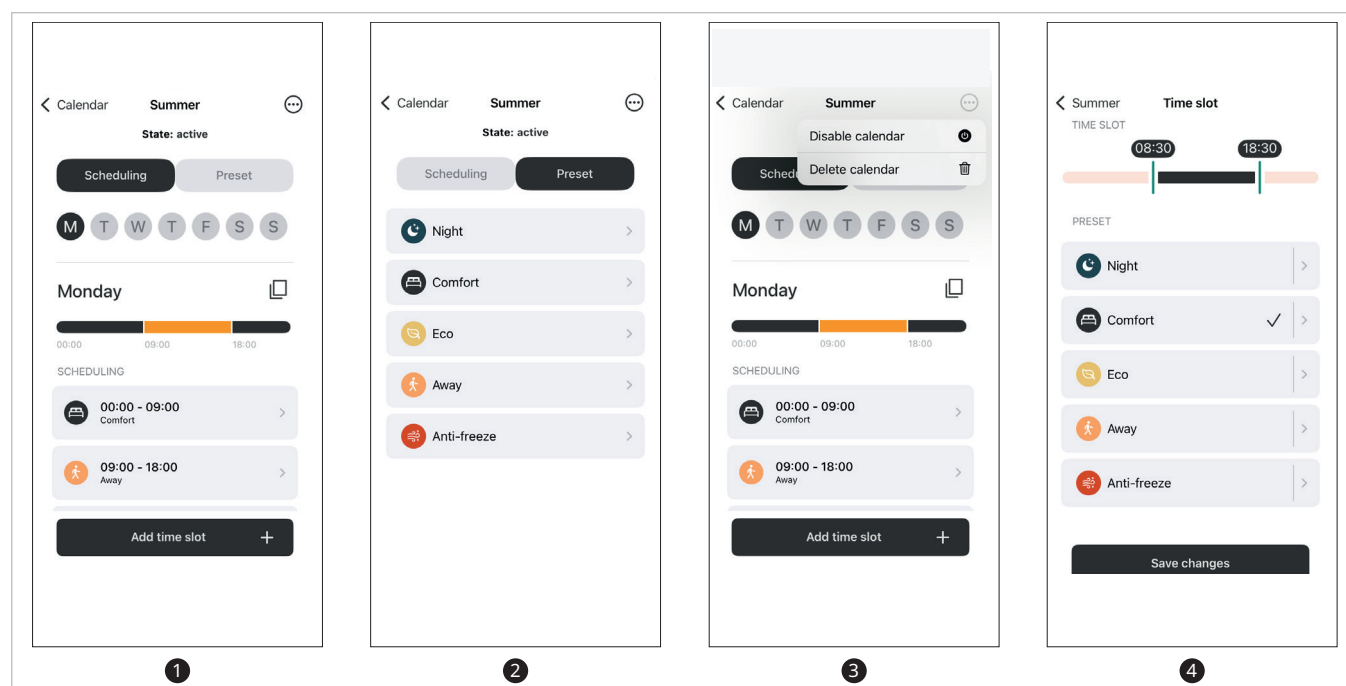 Calendar Summer
State: active
Scheduling Preset
M T W T F S S
Monday
00:00 09:00 18:00
SCHEDULING
00:00 - 09:00
Comfort
09:00 - 18:00
Away
Add time slot +
1
Calendar Summer
State: active
Scheduling Preset
Night
Comfort
Eco
Away
Anti-freeze
2
Calendar Summer
Disable calendar
Delete calendar
Schedu
M T W T F S S
Monday
00:00 09:00 18:00
SCHEDULING
00:00 - 09:00
Comfort
09:00 - 18:00
Away
Add time slot +
3
Summer Time slot
TIME SLOT
08:30 18:30
PRESET
Night
Comfort
Eco
Away
Anti-freeze
Save changes
4